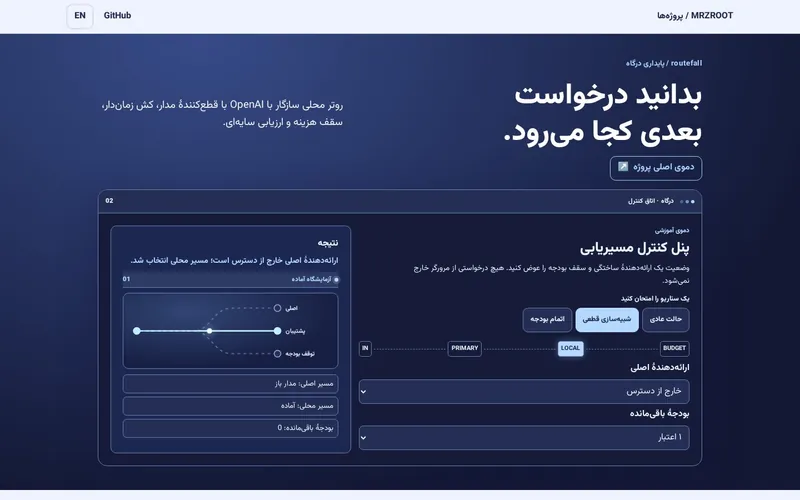 MRZROOT / پروژه‌ها
GitHub
EN
routefall / پایداری درگاه
بدانید درخواست
بعدی کجا می‌رود.
روتر محلی سازگار با OpenAI با قطع‌کنندهٔ مدار، کش زمان‌دار،
سقف هزینه و ارزیابی سایه‌ای.
دموی اصلی پروژه ↗
درگاه · اتاق کنترل
02
دموی آموزشی
پنل کنترل مسیریابی
وضعیت یک ارائه‌دهندهٔ ساختگی و سقف بودجه را عوض کنید. هیچ درخواستی از مرورگر خارج
نمی‌شود.
یک سناریو را امتحان کنید
حالت عادی
شبیه‌سازی قطعی
اتمام بودجه
IN
PRIMARY
LOCAL
BUDGET
ارائه‌دهندهٔ اصلی
خارج از دسترس
بودجهٔ باقی‌مانده
۱ اعتبار
نتیجه
ارائه‌دهندهٔ اصلی خارج از دسترس است؛ مسیر محلی انتخاب شد.
آزمایشگاه آماده
01
اصلی
پشتیبان
توقف بودجه
مسیر اصلی: مدار باز
مسیر محلی: آماده
بودجهٔ باقی‌مانده: 0